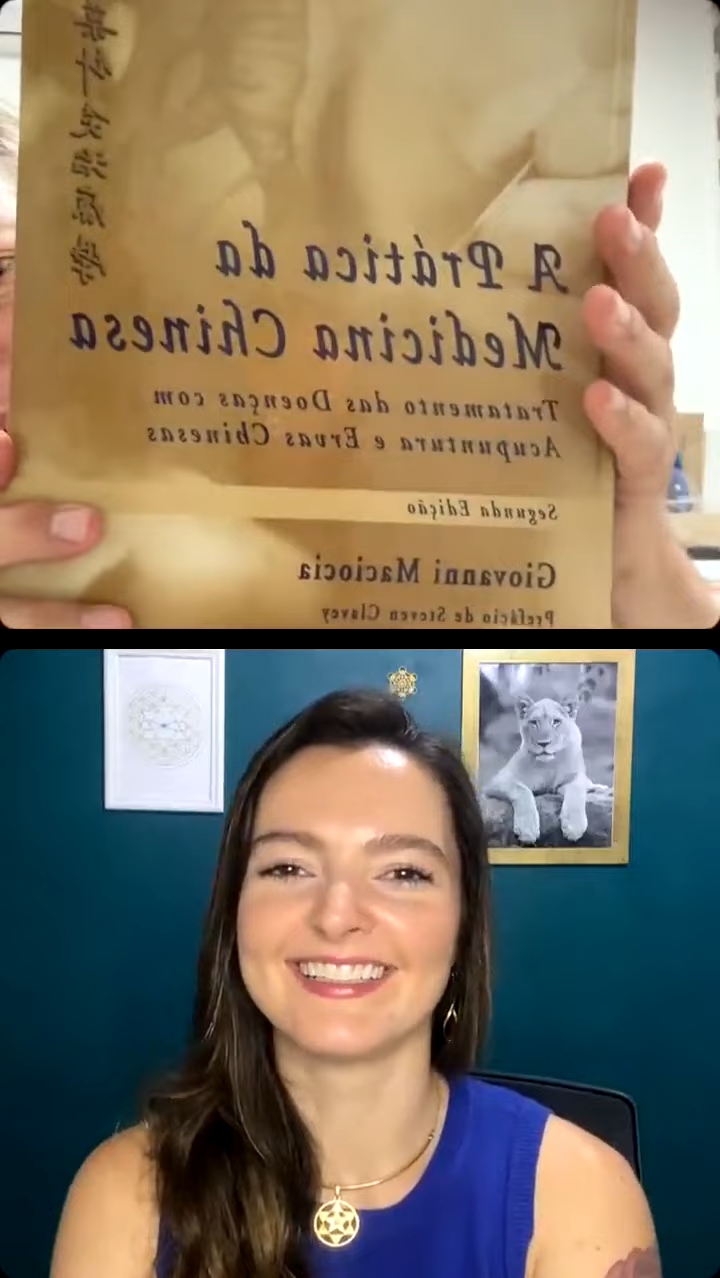 A Prática da
Medicina Chinesa
Tratamento das Doenças com
Acupuntura e Ervas Chinesas
Segunda Edição
Giovanni Maciocia
Prefácio de Steven Clavey